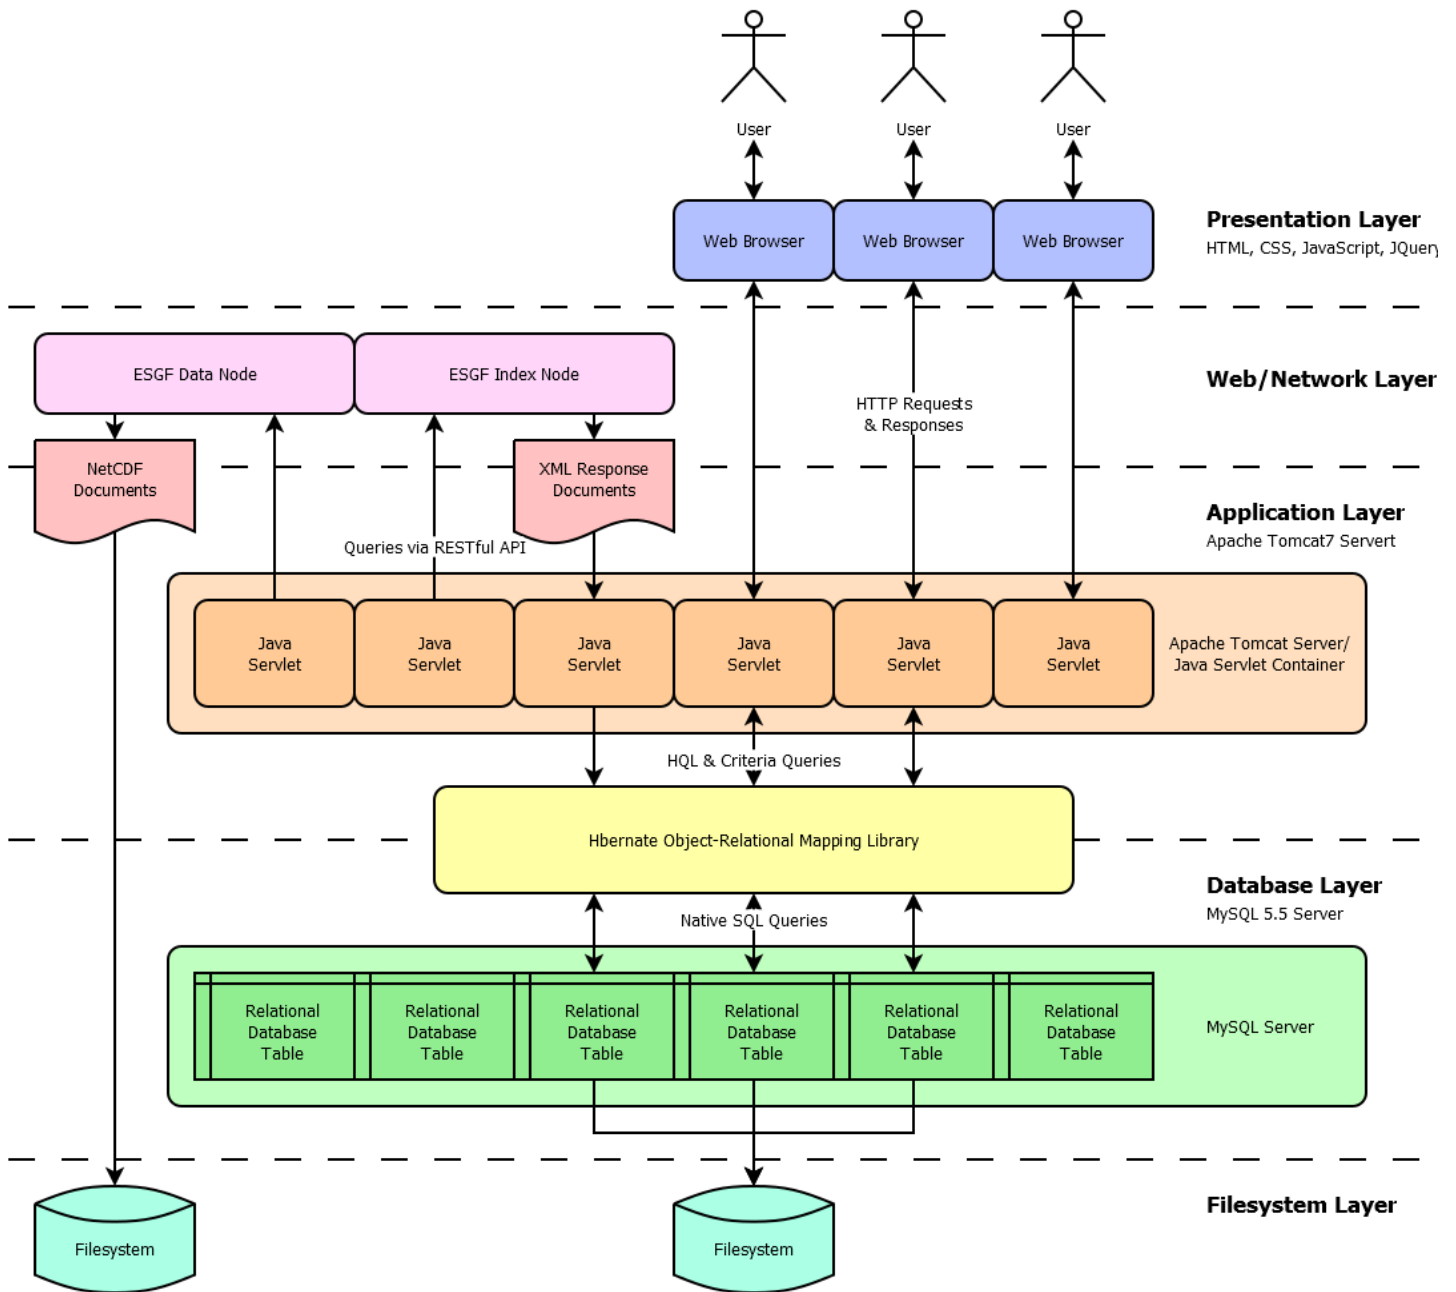 User
User
User
Web Browser
Web Browser
Web Browser
Presentation Layer
HTML, CSS, JavaScript, JQuery
ESGF Data Node
ESGF Index Node
Web/Network Layer
HTTP Requests
& Responses
NetCDF
Documents
XML Response
Documents
Application Layer
Apache Tomcat7 Servert
Queries via RESTful API
Java
Servlet
Java
Servlet
Java
Servlet
Java
Servlet
Java
Servlet
Java
Servlet
Apache Tomcat Server/
Java Servlet Container
HQL & Criteria Queries
Hbernate Object-Relational Mapping Library
Database Layer
MySQL 5.5 Server
Native SQL Queries
Relational
Database
Table
Relational
Database
Table
Relational
Database
Table
Relational
Database
Table
Relational
Database
Table
Relational
Database
Table
MySQL Server
Filesystem Layer
Filesystem
Filesystem